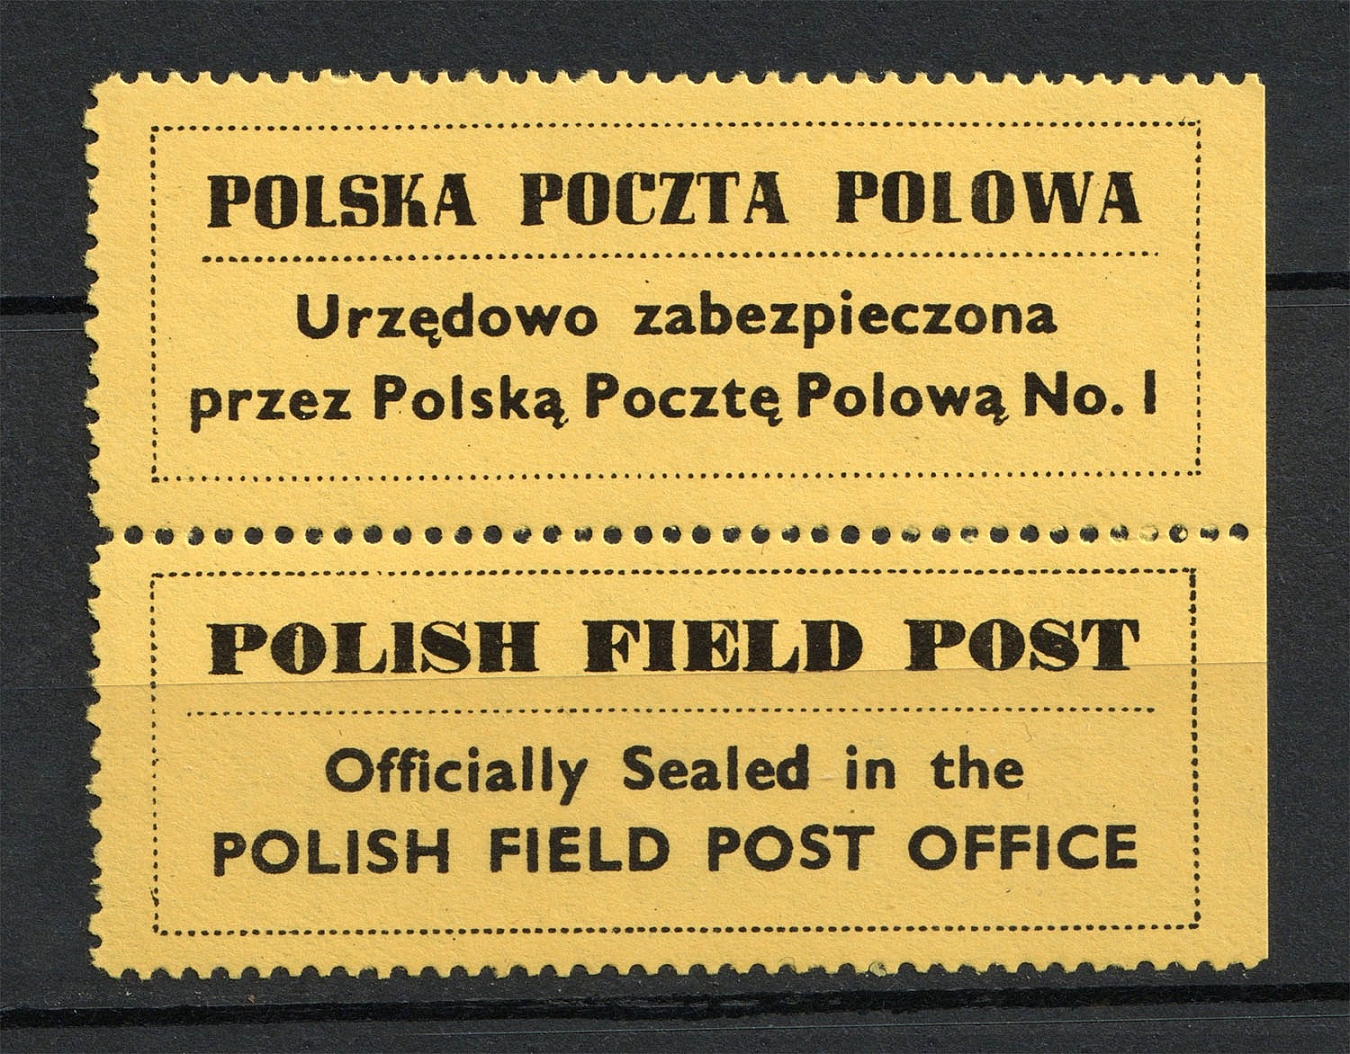 POLSKA POCZTA POLOWA
Urzędowo zabezpieczona
przez Polską Pocztę Polową No. 1
POLISH FIELD POST
Officially Sealed in the
POLISH FIELD POST OFFICE